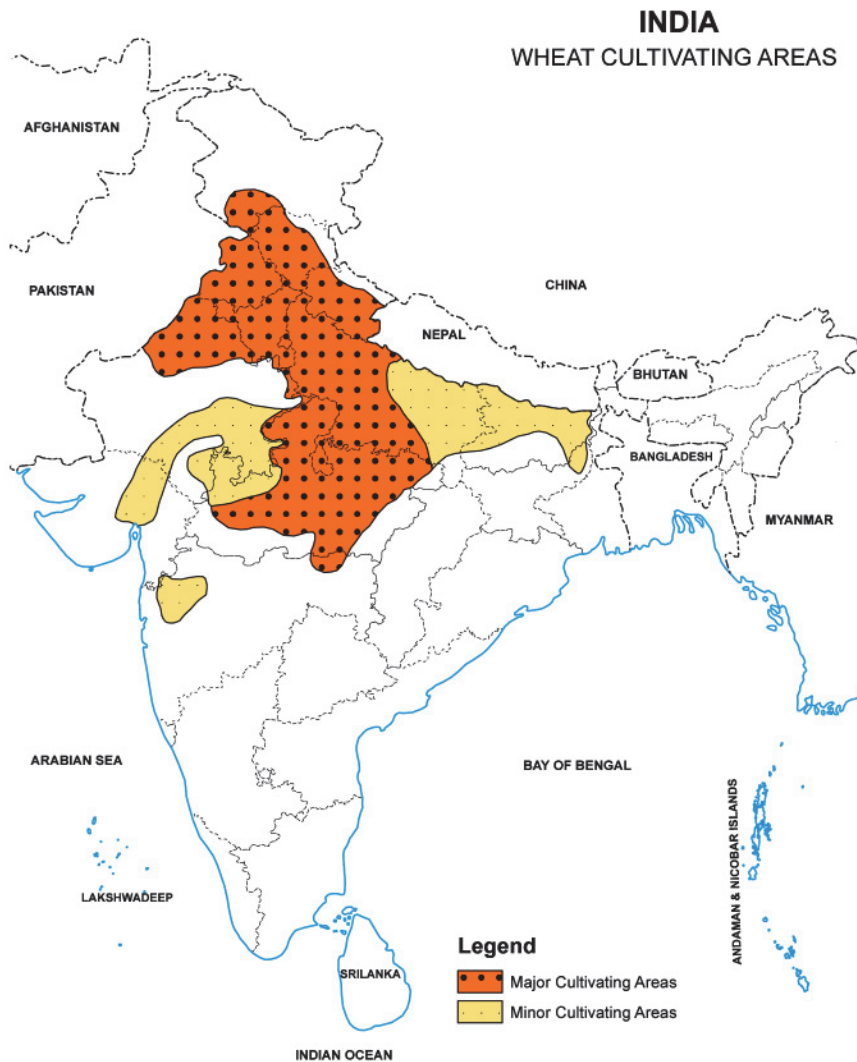 INDIA
WHEAT CULTIVATING AREAS
AFGHANISTAN
PAKISTAN
CHINA
NEPAL
BHUTAN
BANGLADESH
MYANMAR
ARABIAN SEA
BAY OF BENGAL
ANDAMAN & NICOBAR ISLANDS
LAKSHWADEEP
Legend
Major Cultivating Areas
Minor Cultivating Areas
SRILANKA
INDIAN OCEAN